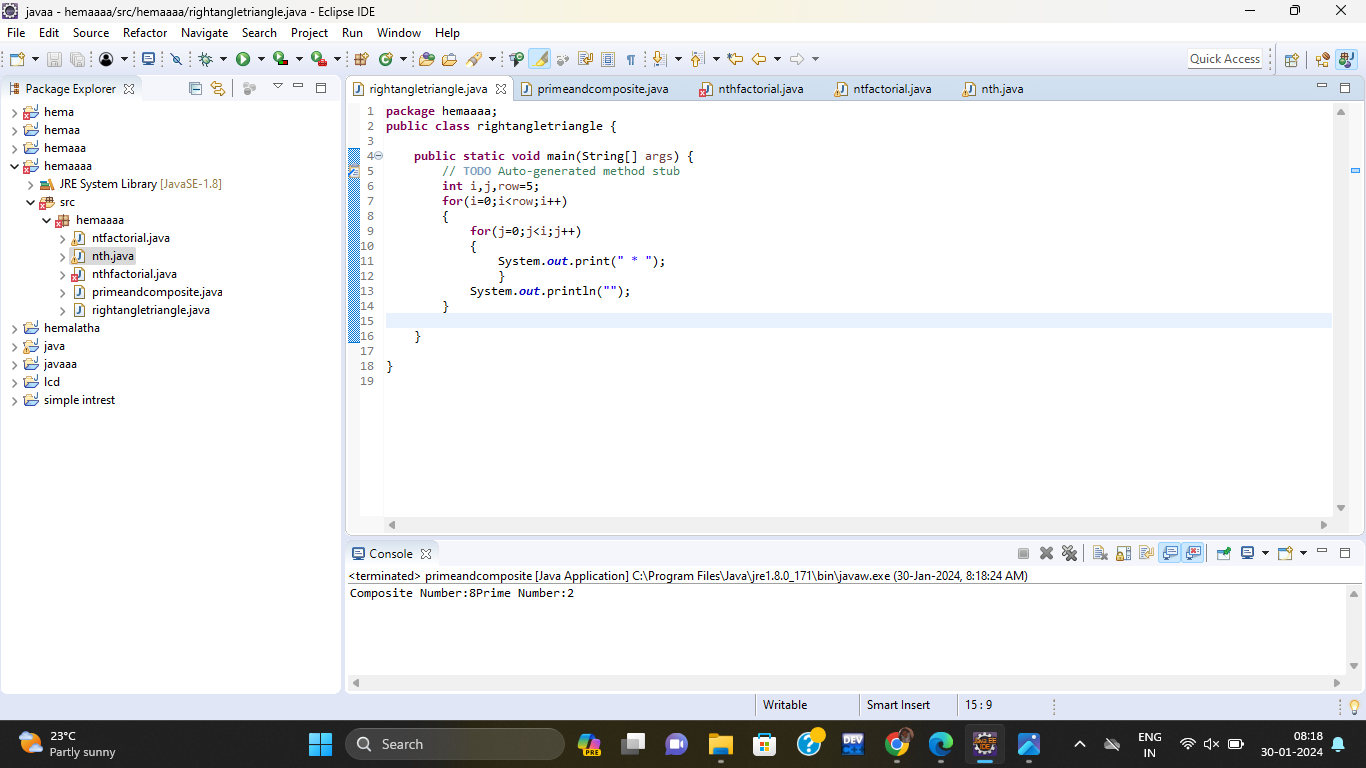 javaa - hemaaaa/src/hemaaaa/rightangletriangle.java - Eclipse IDE
File Edit Source Refactor Navigate Search Project Run Window Help
Quick Access
Package Explorer
hema
hemaa
hemaaa
hemaaaa
JRE System Library [JavaSE-1.8]
src
hemaaaa
ntfactorial.java
nth.java
nthfactorial.java
primeandcomposite.java
rightangletriangle.java
hemalatha
java
javaaa
lcd
simple intrest
rightangletriangle.java primeandcomposite.java nthfactorial.java ntfactorial.java nth.java
1 package hemaaaa;
2 public class rightangletriangle {
3
4 public static void main(String[] args) {
5 // TODO Auto-generated method stub
6 int i,j,row=5;
7 for(i=0;i<row;i++)
8 {
9 for(j=0;j<i;j++)
10 {
11 System.out.print(" * ");
12 }
13 System.out.println("");
14 }
15
16 }
17
18 }
19
Console
<terminated> primeandcomposite [Java Application] C:\Program Files\Java\jre1.8.0_171\bin\javaw.exe (30-Jan-2024, 8:18:24 AM)
Composite Number:8Prime Number:2
Writable Smart Insert 15 : 9
23°C
Partly sunny
Search
PRE
DEV
Java EE
IDE
ENG
IN
08:18
30-01-2024